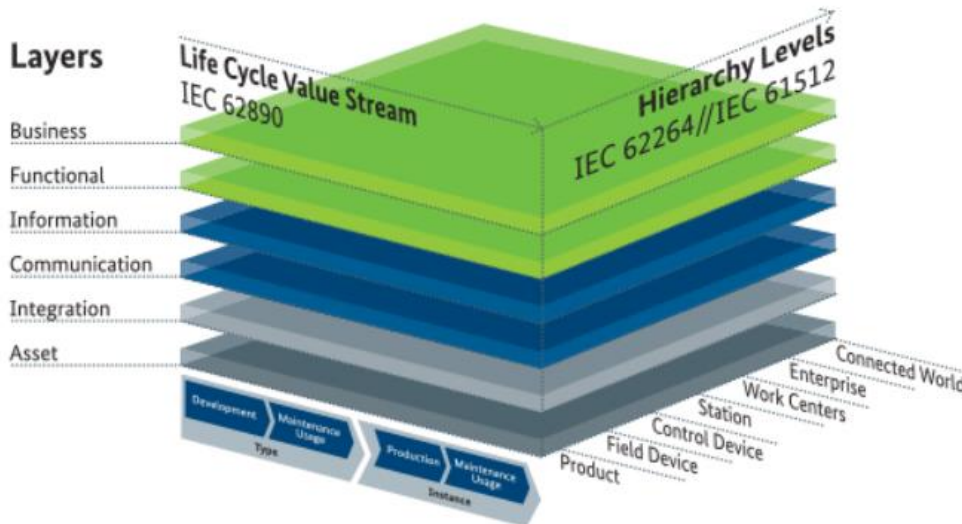 Layers
Life Cycle Value Stream
IEC 62890
Hierarchy Levels
IEC 62264//IEC 61512
Business
Functional
Information
Communication
Integration
Asset
Development
Maintenance
Usage
Type
Production
Maintenance
Usage
Instance
Product
Field Device
Control Device
Station
Work Centers
Enterprise
Connected World